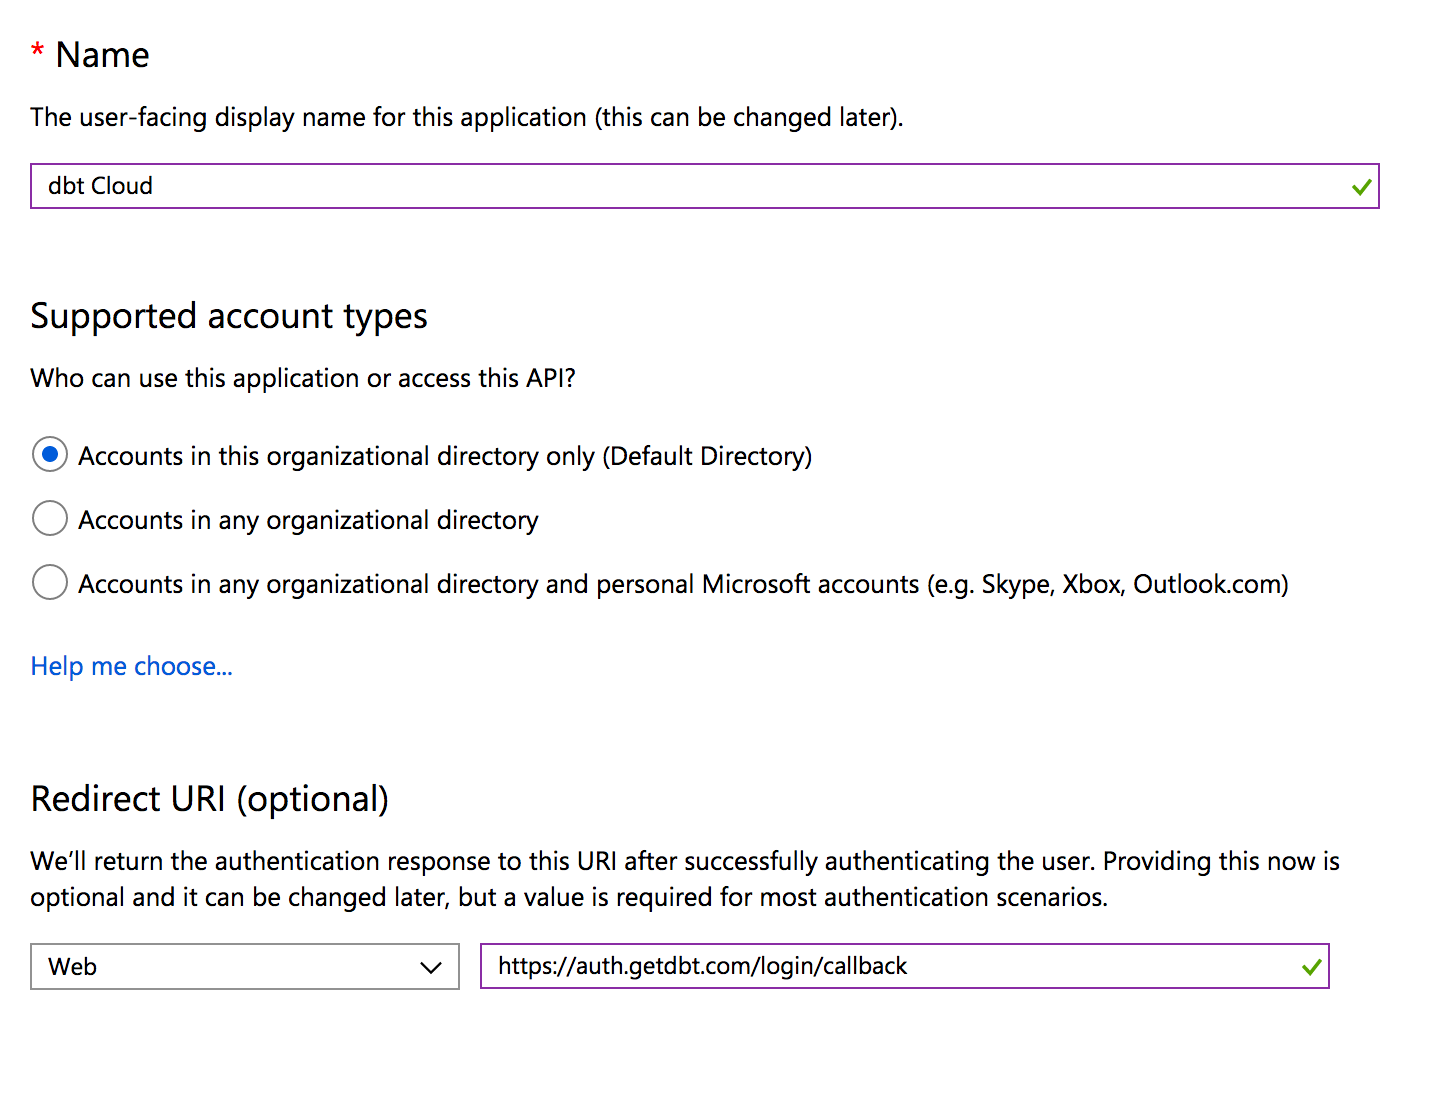 * Name
The user-facing display name for this application (this can be changed later).
dbt Cloud
Supported account types
Who can use this application or access this API?
Accounts in this organizational directory only (Default Directory)
Accounts in any organizational directory
Accounts in any organizational directory and personal Microsoft accounts (e.g. Skype, Xbox, Outlook.com)
Help me choose...
Redirect URI (optional)
We’ll return the authentication response to this URI after successfully authenticating the user. Providing this now is
optional and it can be changed later, but a value is required for most authentication scenarios.
Web https://auth.getdbt.com/login/callback